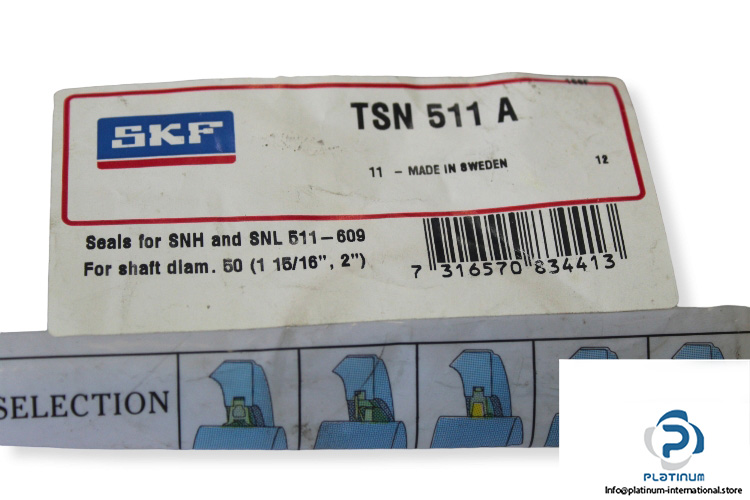 SKF
TSN 511 A
11 - MADE IN SWEDEN
12
Seals for SNH and SNL 511-609
For shaft diam. 50 (1 15/16", 2")
7 316570 834413
SELECTION
PLATINUM
Info@platinum-international.store